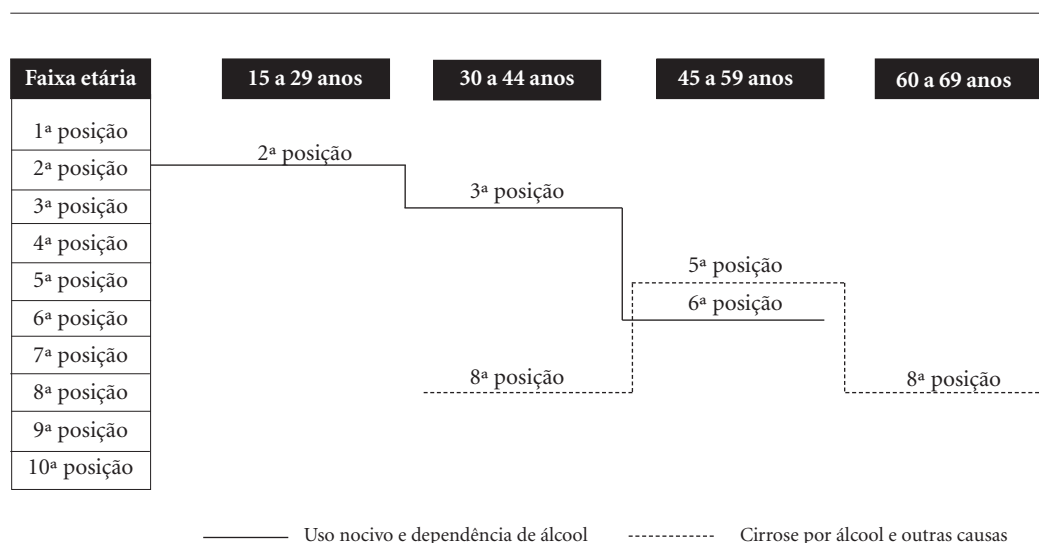 Faixa etária 15 a 29 anos 30 a 44 anos 45 a 59 anos 60 a 69 anos
1ª posição
2ª posição 2ª posição
3ª posição 3ª posição
4ª posição
5ª posição 5ª posição
6ª posição 6ª posição
7ª posição
8ª posição 8ª posição 8ª posição
9ª posição
10ª posição
Uso nocivo e dependência de álcool Cirrose por álcool e outras causas